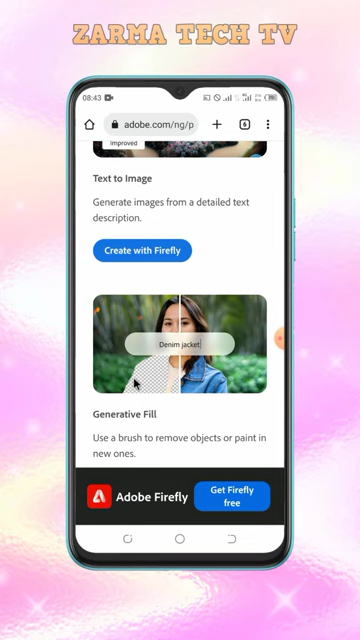 ZARMA TECH TV
08:43
adobe.com/ng/p
6
Improved
Text to Image
Generate images from a detailed text
description.
Create with Firefly
Denim jacket
Generative Fill
Use a brush to remove objects or paint in
new ones.
Adobe Firefly
Get Firefly
free